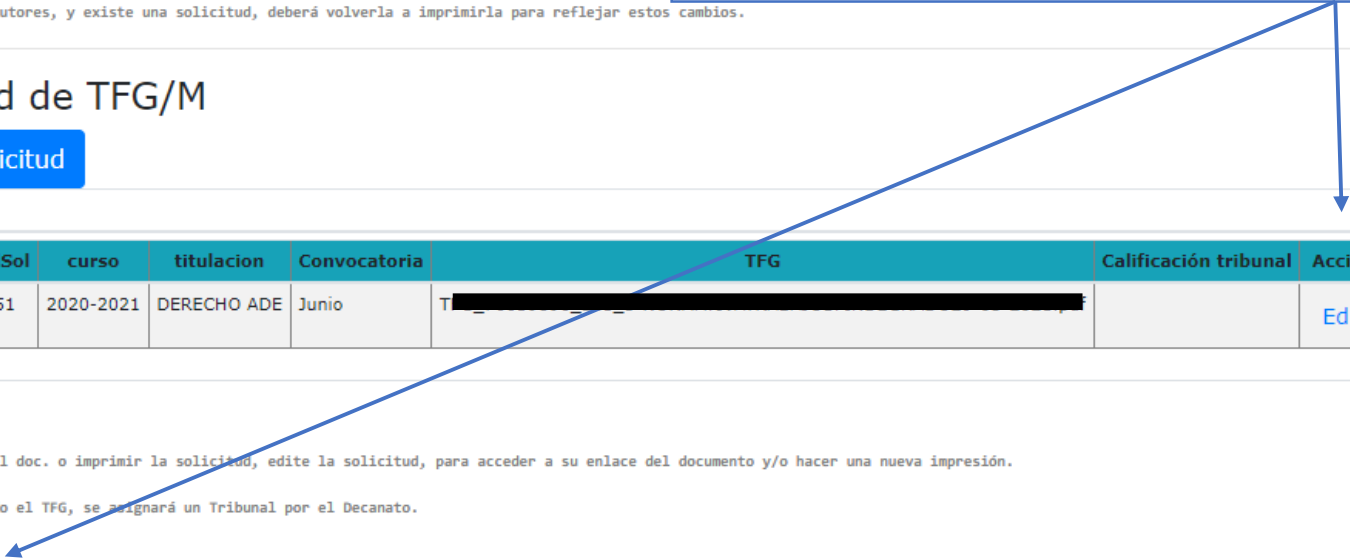 utores, y existe una solicitud, deberá volverla a imprimirla para reflejar estos cambios.
d de TFG/M
icitud
Sol curso titulacion Convocatoria TFG Calificación tribunal Acci
51 2020-2021 DERECHO ADE Junio T Ed
l doc. o imprimir la solicitud, edite la solicitud, para acceder a su enlace del documento y/o hacer una nueva impresión.
o el TFG, se asignará un Tribunal por el Decanato.